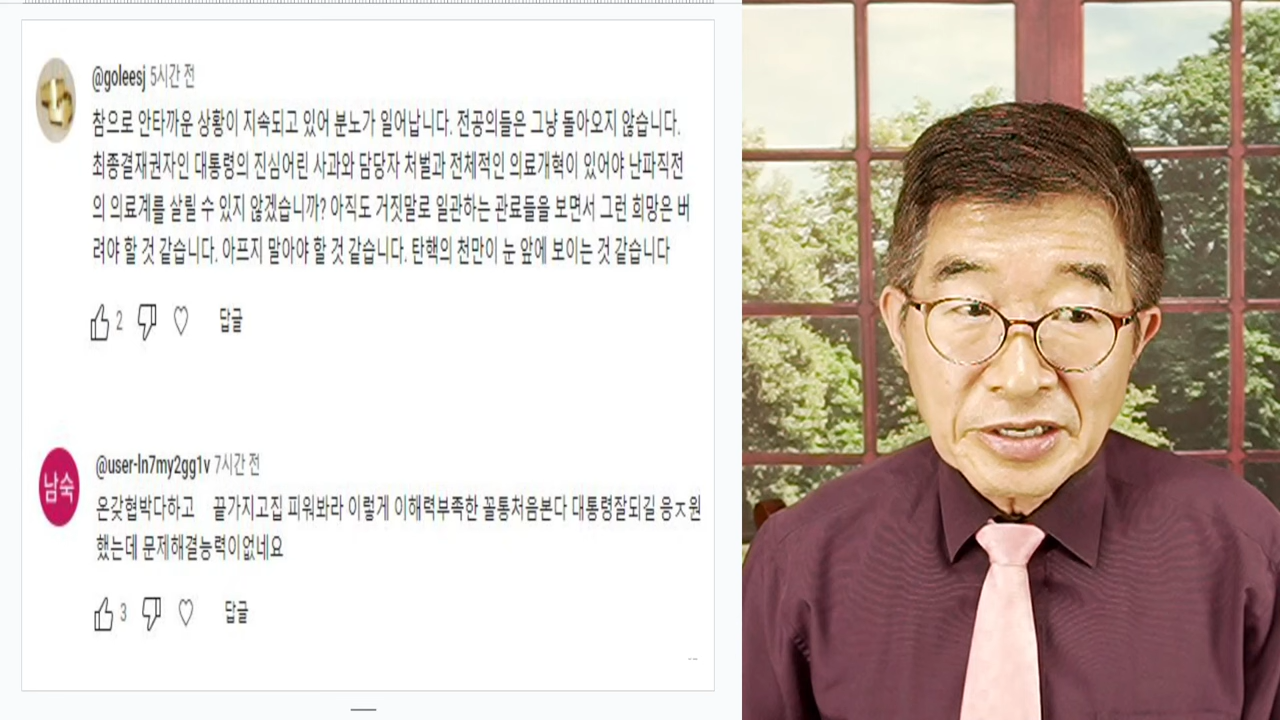 @goleesj 5시간 전
참으로 안타까운 상황이 지속되고 있어 분노가 일어납니다. 전공의들은 그냥 돌아오지 않습니다.
최종결재권자인 대통령의 진심어린 사과와 담당자 처벌과 전체적인 의료개혁이 있어야 난파직전
의 의료계를 살릴 수 있지 않겠습니까? 아직도 거짓말로 일관하는 관료들을 보면서 그런 희망은 버
려야 할 것 같습니다. 아프지 말아야 할 것 같습니다. 탄핵의 천만이 눈 앞에 보이는 것 같습니다
2 답글
남숙
@user-ln7my2gg1v 7시간 전
온갖협박다하고 끝가지고집 피워봐라 이렇게 이해력부족한 꼴통처음본다 대통령잘되길 응ㅈ원
했는데 문제해결능력이없네요
3 답글